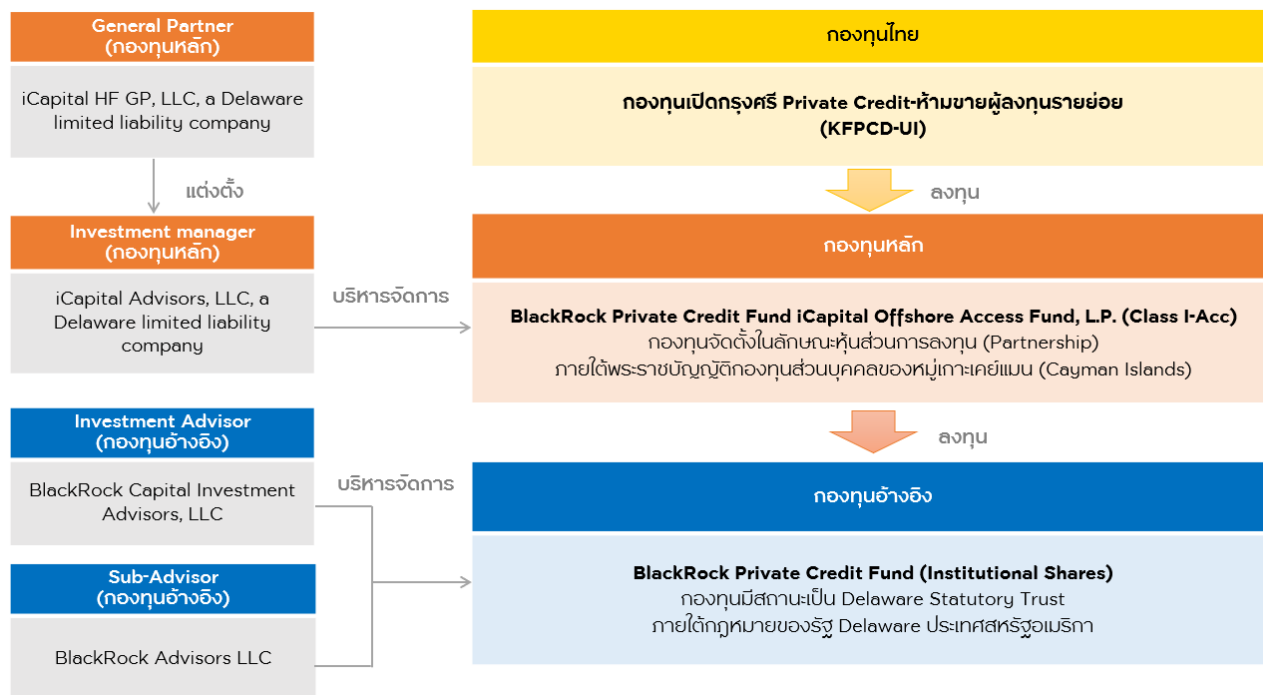 General Partner
(กองทุนหลัก)
iCapital HF GP, LLC, a Delaware
limited liability company
แต่งตั้ง
Investment manager
(กองทุนหลัก)
iCapital Advisors, LLC, a
Delaware limited liability
company
บริหารจัดการ
Investment Advisor
(กองทุนอ้างอิง)
BlackRock Capital Investment
Advisors, LLC
บริหารจัดการ
Sub-Advisor
(กองทุนอ้างอิง)
BlackRock Advisors LLC
กองทุนไทย
กองทุนเปิดกรุงศรี Private Credit-ห้ามขายผู้ลงทุนรายย่อย
(KFPCD-UI)
ลงทุน
กองทุนหลัก
BlackRock Private Credit Fund iCapital Offshore Access Fund, L.P. (Class I-Acc)
กองทุนจัดตั้งในลักษณะหุ้นส่วนการลงทุน (Partnership)
ภายใต้พระราชบัญญัติกองทุนส่วนบุคคลของหมู่เกาะเคย์แมน (Cayman Islands)
ลงทุน
กองทุนอ้างอิง
BlackRock Private Credit Fund (Institutional Shares)
กองทุนมีสถานะเป็น Delaware Statutory Trust
ภายใต้กฎหมายของรัฐ Delaware ประเทศสหรัฐอเมริกา